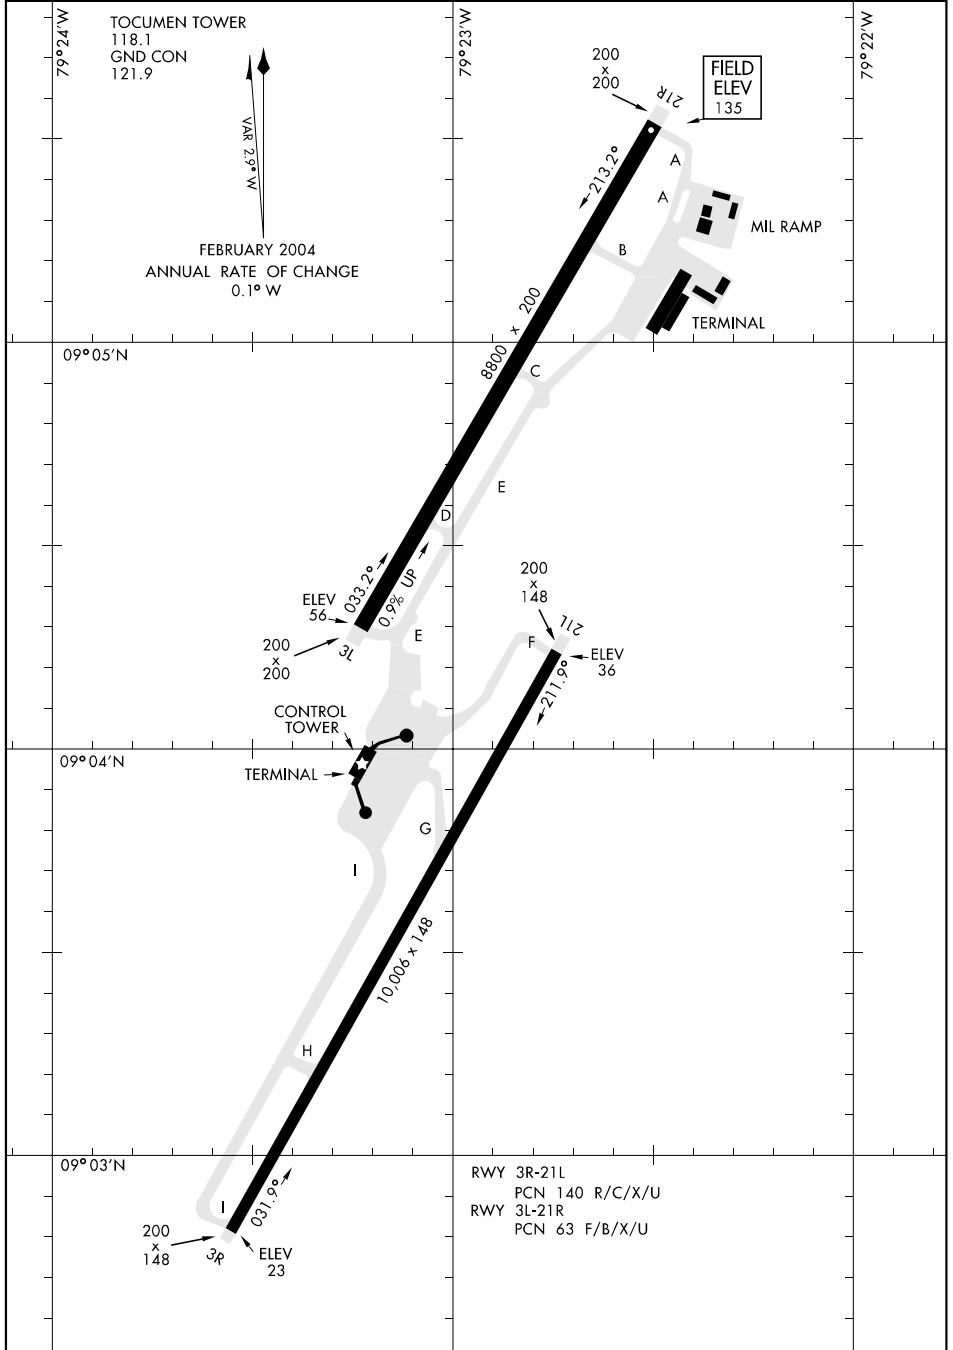 TOCUMEN TOWER
118.1
GND CON
121.9
79°24'W
79°23'W
79°22'W
VAR 2.9° W
FEBRUARY 2004
ANNUAL RATE OF CHANGE
0.1° W
200
x
200
21R
FIELD
ELEV
135
213.2°
A
A
B
MIL RAMP
TERMINAL
8800 x 200
09°05'N
C
E
D
033.2°
0.9% UP
ELEV
56
3L
200
x
200
E
200
x
148
21L
F
ELEV
36
211.9°
CONTROL
TOWER
TERMINAL
09°04'N
G
I
10,006 x 148
H
09°03'N
I
031.9°
200
x
148
3R
ELEV
23
RWY 3R-21L
PCN 140 R/C/X/U
RWY 3L-21R
PCN 63 F/B/X/U